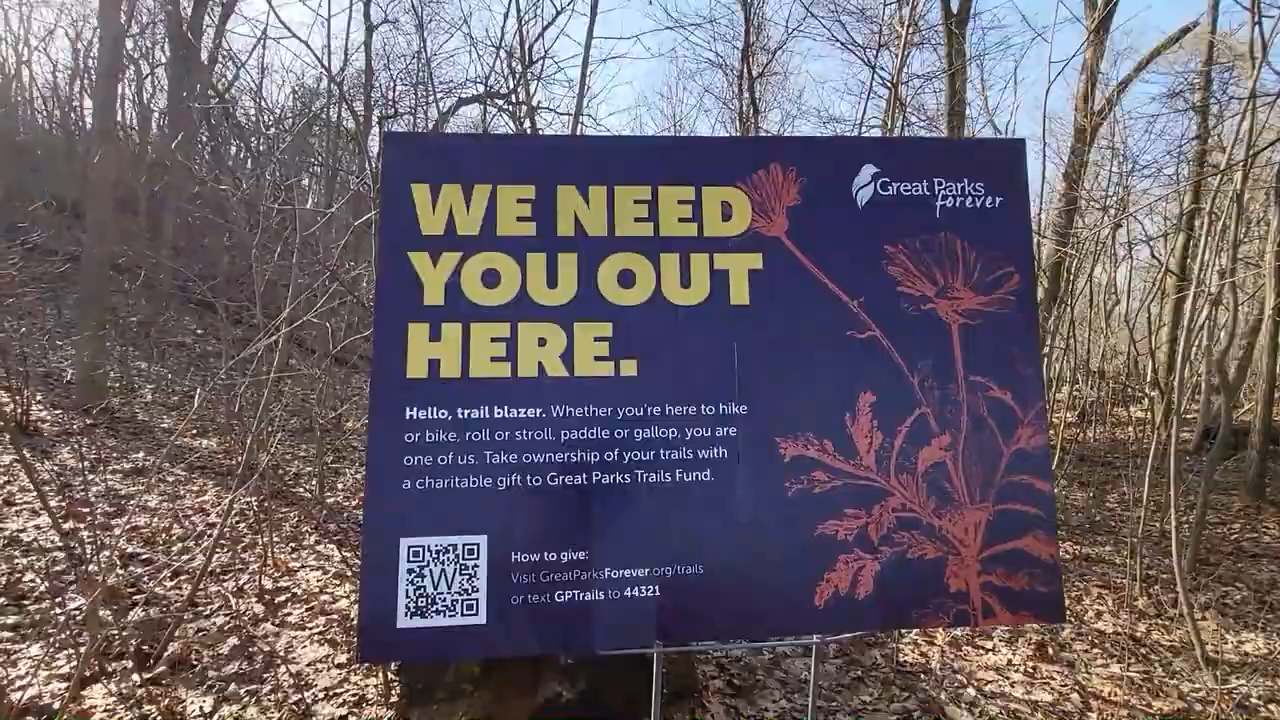 WE NEED
YOU OUT
HERE.
Great Parks
forever
Hello, trail blazer. Whether you're here to hike
or bike, roll or stroll, paddle or gallop, you are
one of us. Take ownership of your trails with
a charitable gift to Great Parks Trails Fund.
W
How to give:
Visit GreatParksForever.org/trails
or text GPTrails to 44321